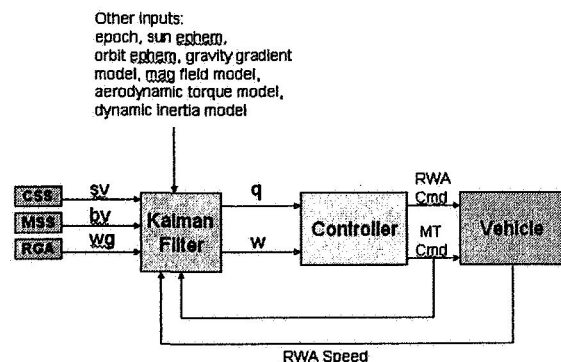 Other inputs:
epoch, sun ephem,
orbit ephem, gravity gradient
model, mag field model,
aerodynamic torque model,
dynamic inertia model
CSS
sv
MSS
bv
RGA
wg
Kalman
Filter
q
w
Controller
RWA
Cmd
MT
Cmd
Vehicle
RWA Speed